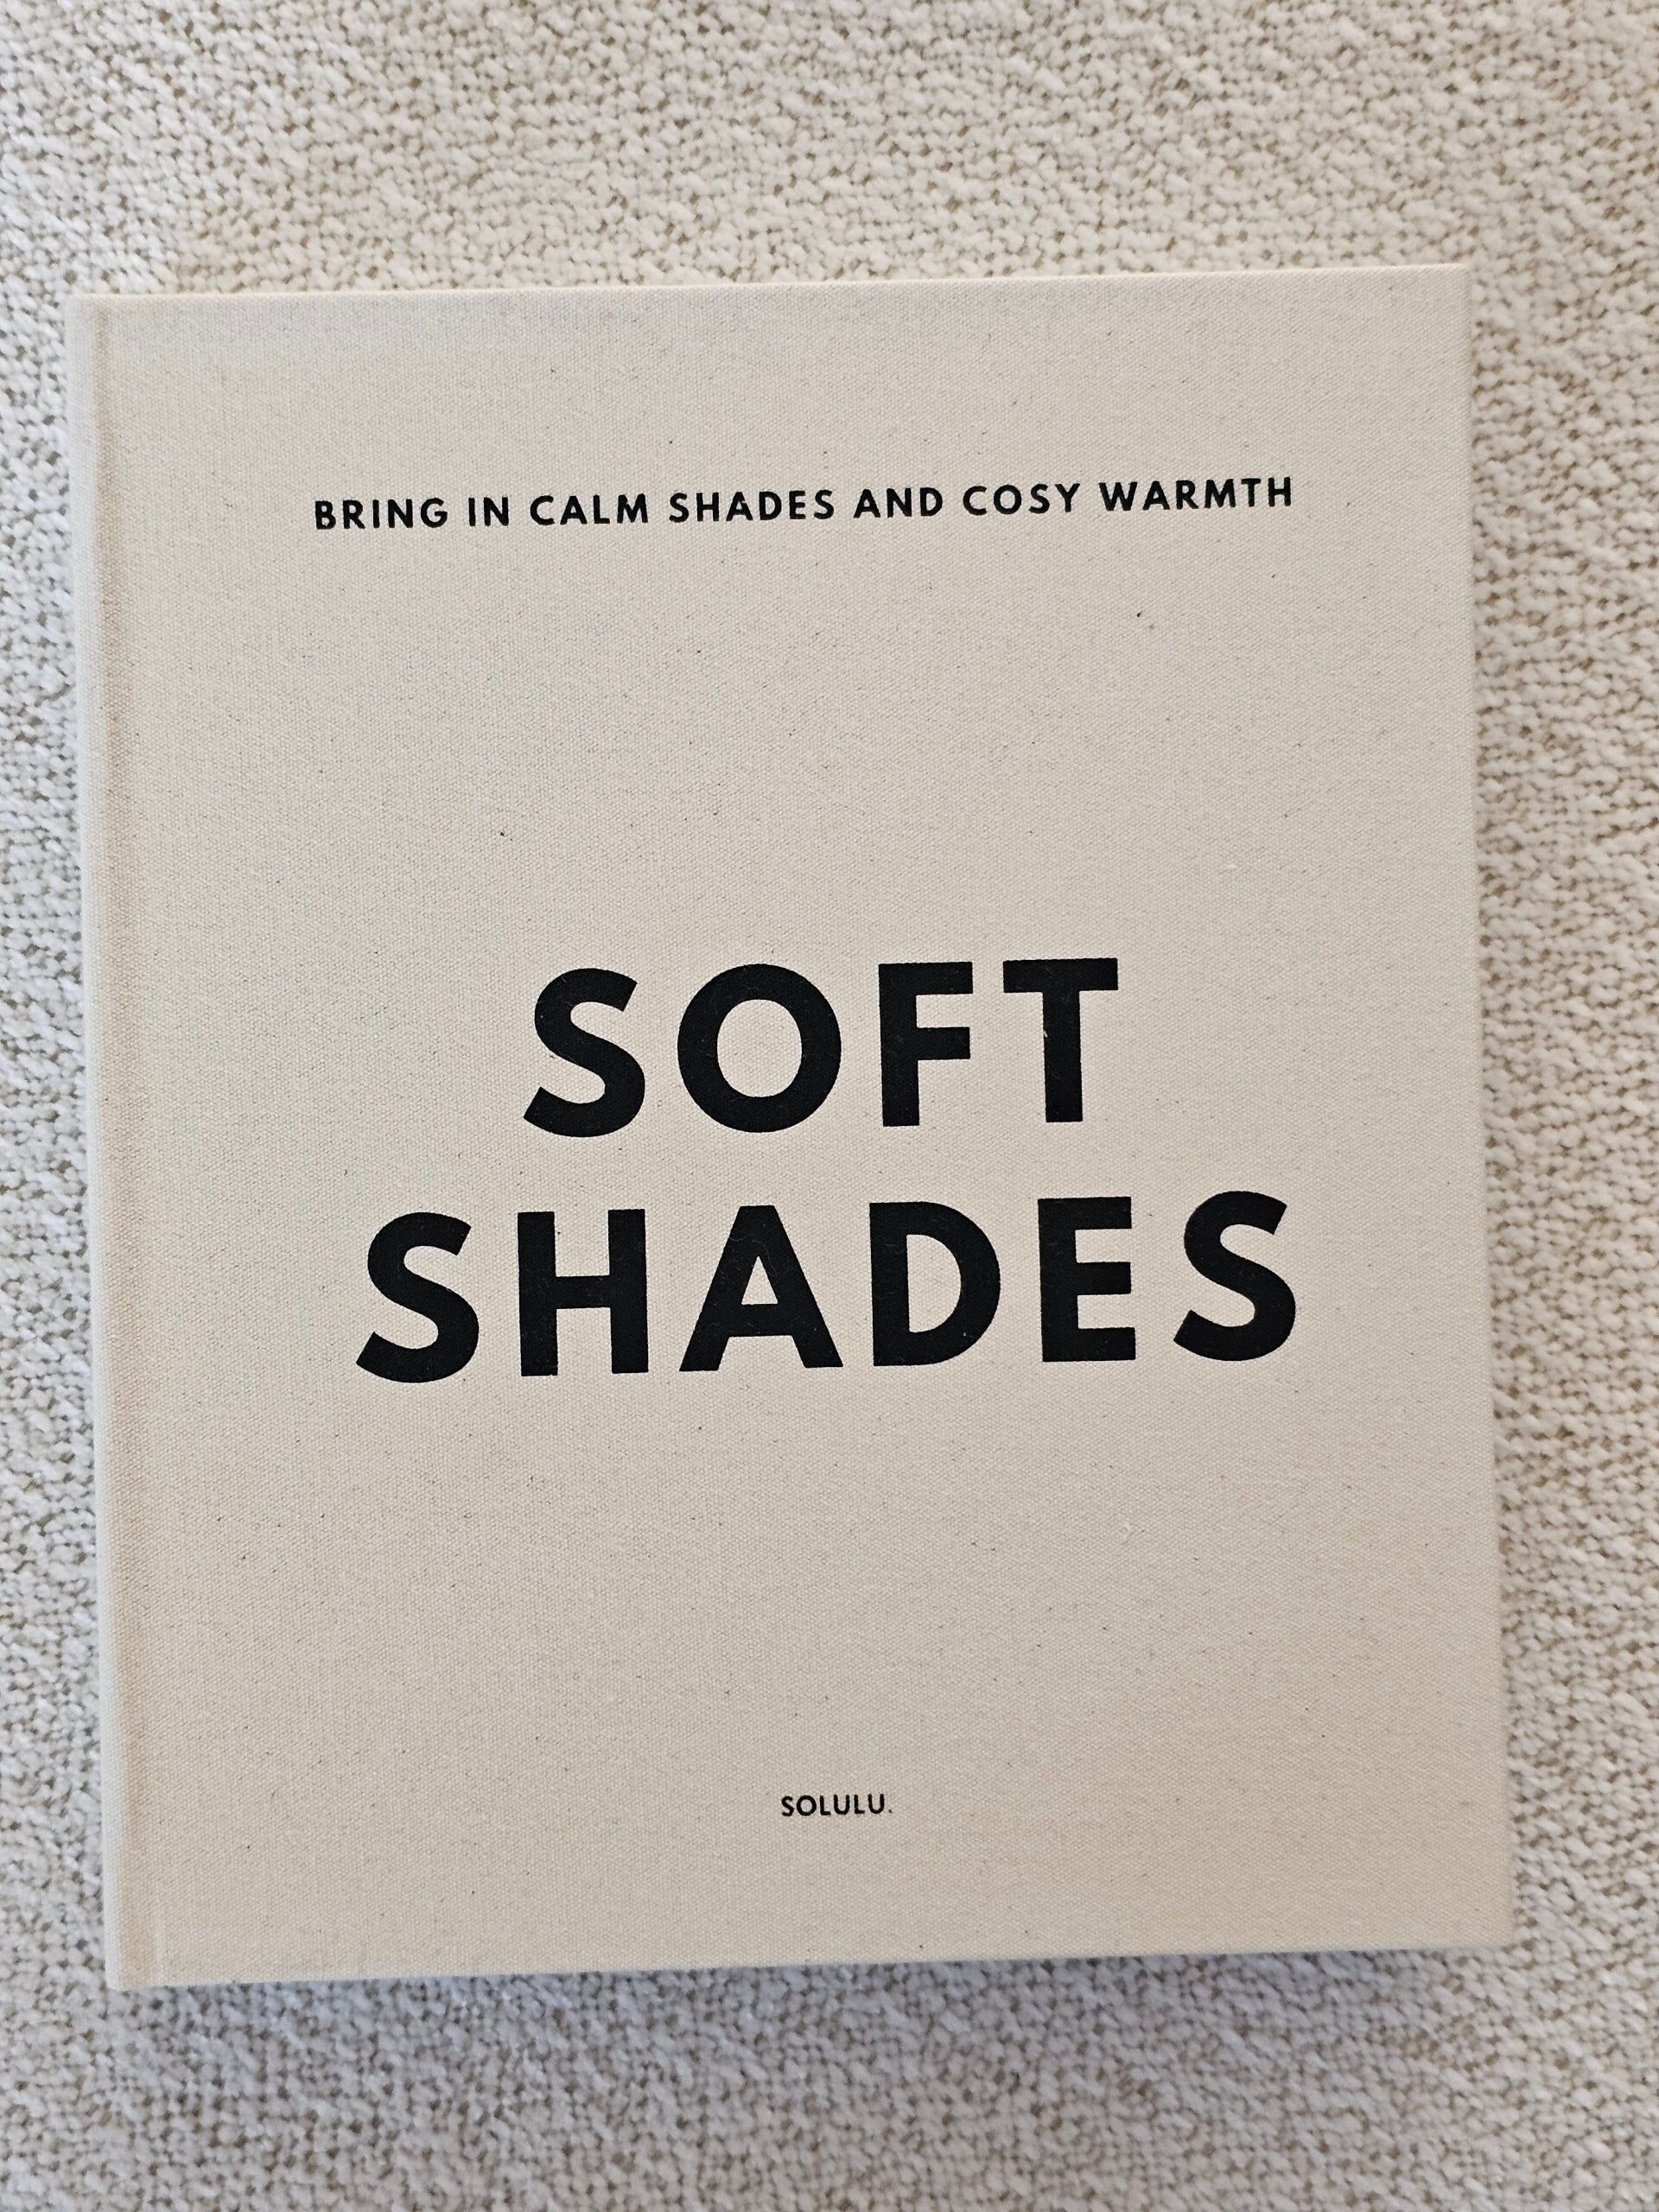 BRING IN CALM SHADES AND COSY WARMTH
SOFT
SHADES
SOLULU.